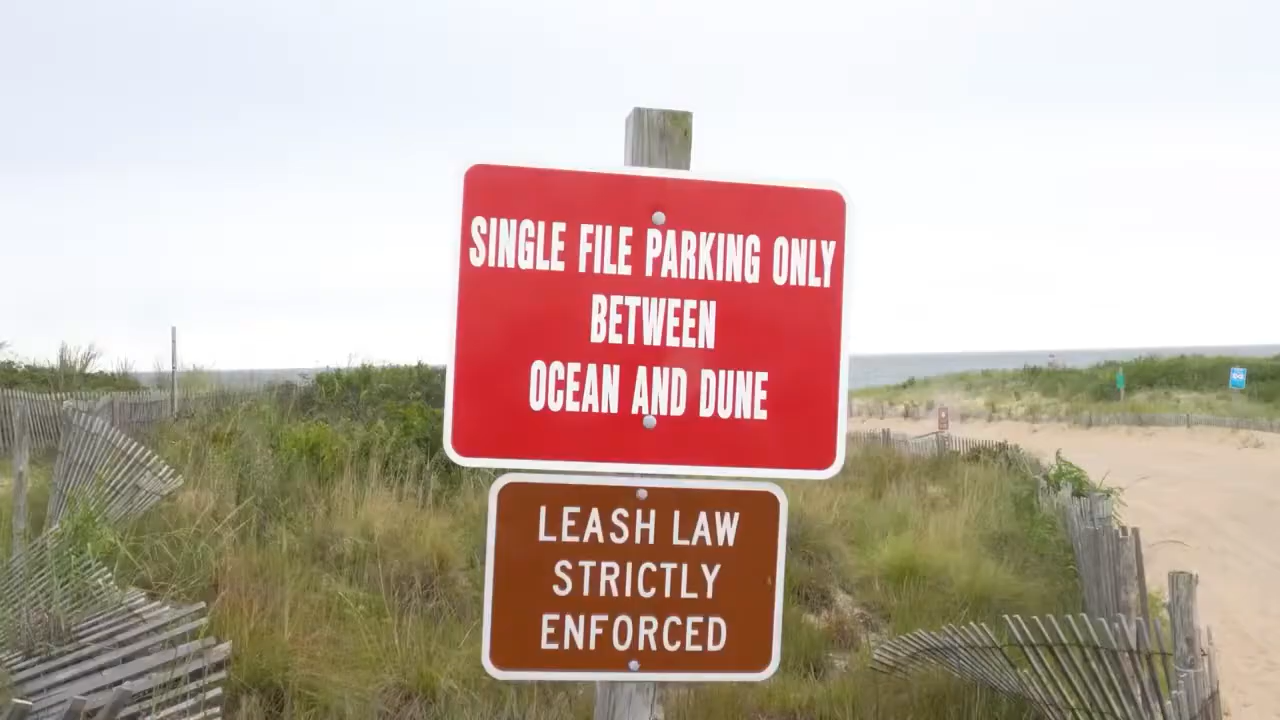 SINGLE FILE PARKING ONLY
BETWEEN
OCEAN AND DUNE
LEASH LAW
STRICTLY
ENFORCED